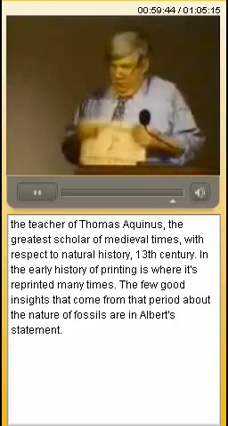 00:59:44 / 01:05:15
the teacher of Thomas Aquinus, the
greatest scholar of medieval times, with
respect to natural history, 13th century. In
the early history of printing is where it's
reprinted many times. The few good
insights that come from that period about
the nature of fossils are in Albert's
statement.